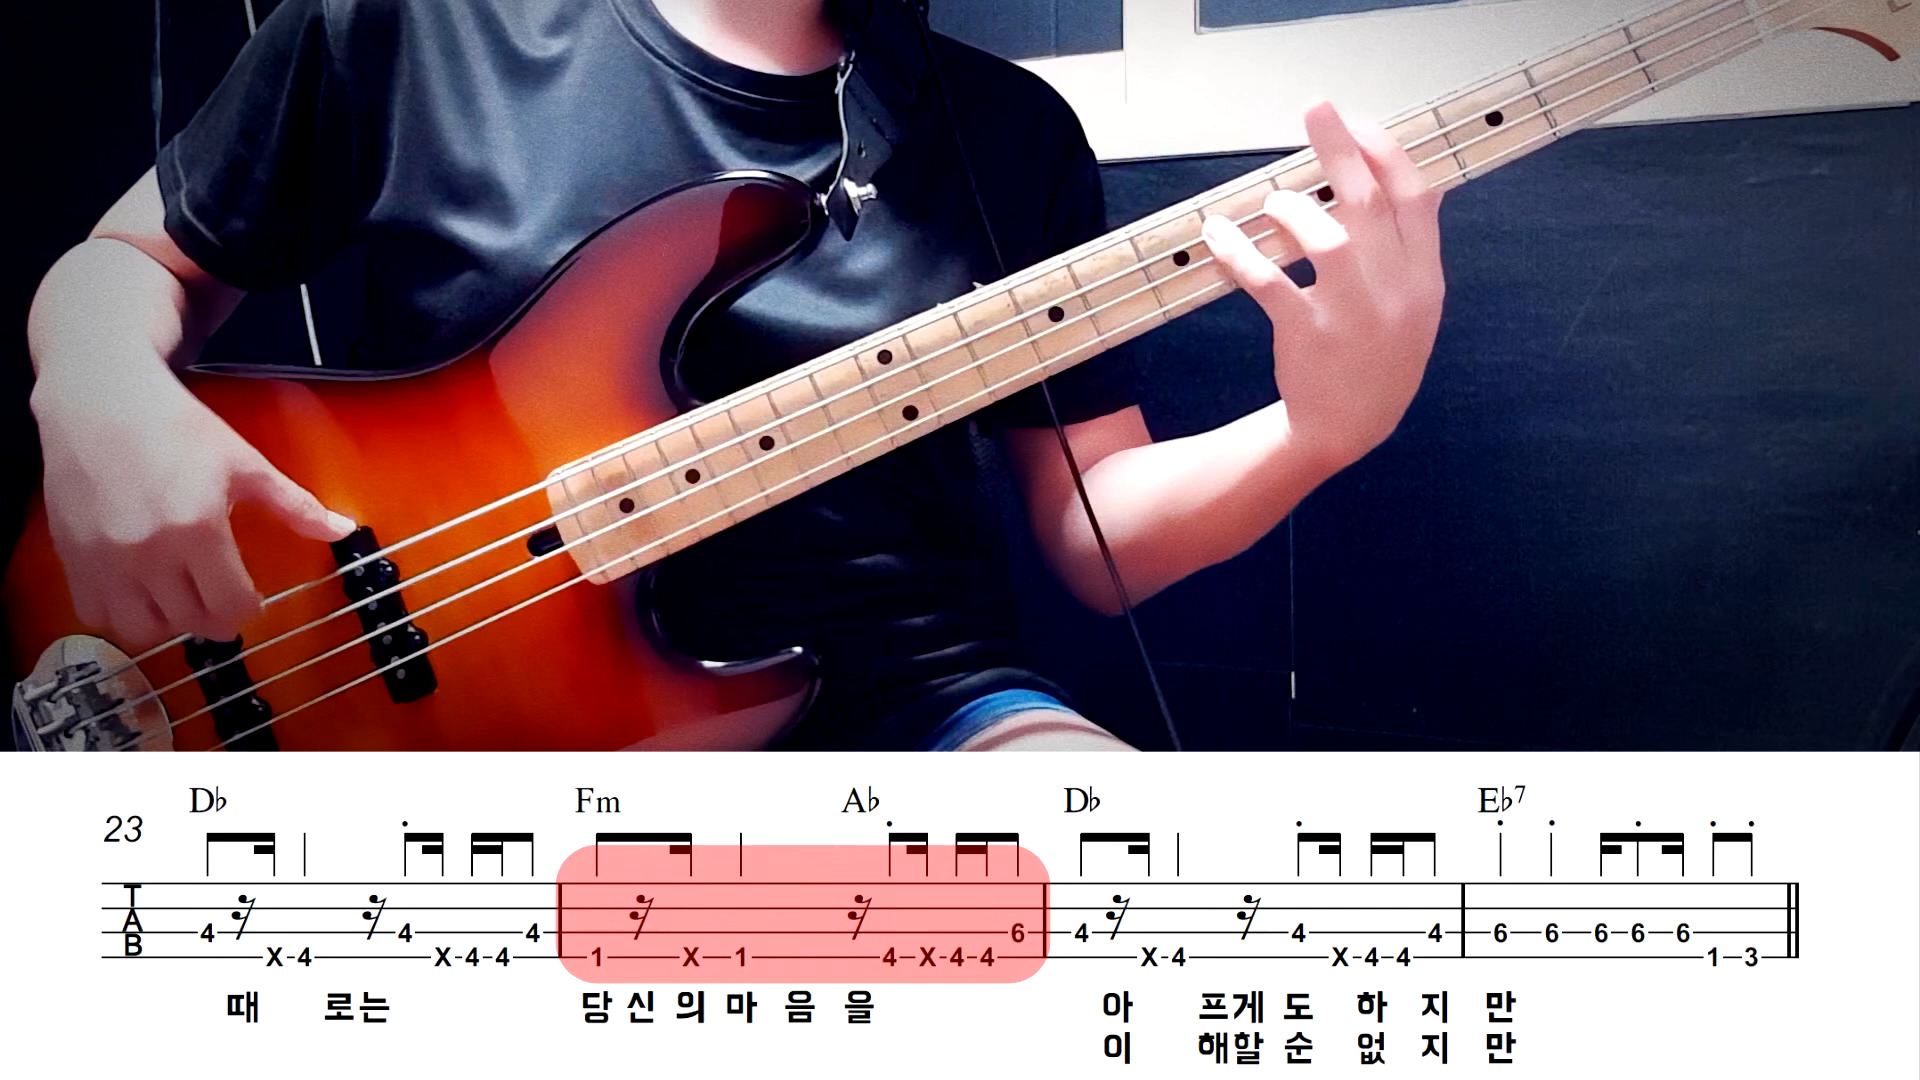 D♭ Fm A♭ D♭ E♭7
23
T
A
B
4 X 4 4 X 4 4 4 1 X 1 4 X 4 4 6 4 X 4 4 X 4 4 4 6 6 6 6 6 1 3
때 로는 당 신 의 마 음 을 아 프게 도 하 지 만
이 해할 순 없 지 만